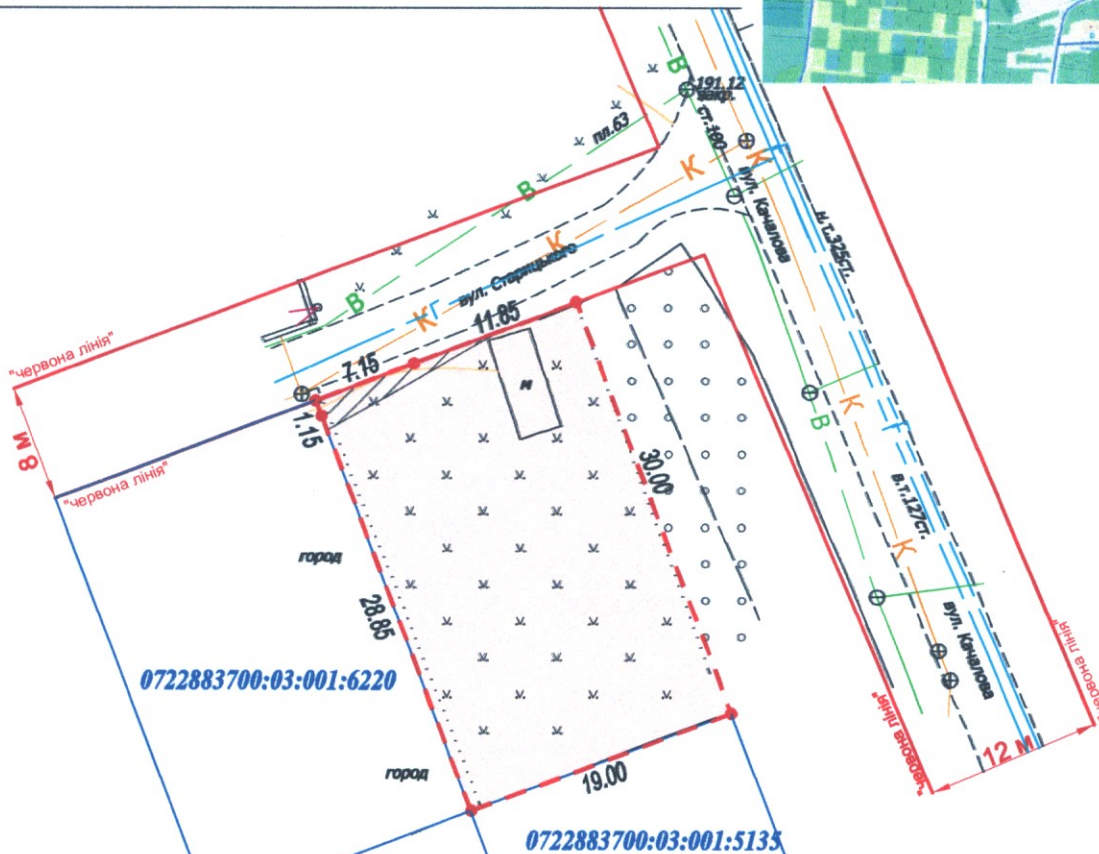 191.12
В
пл.63
ст.100
К
К
Г
вул. Качалова
н.т.325ст.
В
К
вул. Старицького
В
К
Г
11.85
"червона лінія"
7.15
м
1.15
8 м
"червона лінія"
К
Г
В
30.00
в.т.127ст.
К
город
28.85
вул. Качалова
"червона лінія"
0722883700:03:001:6220
"червона лінія"
12 м
город
19.00
0722883700:03:001:5135